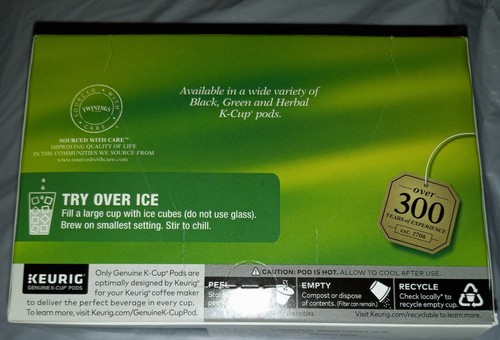 Available in a wide variety of
Black, Green and Herbal
K-Cup® pods.
SOURCED WITH
TWININGS
CARE
SOURCED WITH CARE™
IMPROVING QUALITY OF LIFE
IN THE COMMUNITIES WE SOURCE FROM
www.sourcedwithcare.com
TRY OVER ICE
Fill a large cup with ice cubes (do not use glass).
Brew on smallest setting. Stir to chill.
over
300
YEARS of EXPERIENCE
est. 1706
KEURIG®
GENUINE K-CUP® PODS
Only Genuine K-Cup® Pods are
optimally designed by Keurig®
for your Keurig® coffee maker
to deliver the perfect beverage in every cup.
To learn more, visit Keurig.com/GenuineK-CupPod.
CAUTION: POD IS HOT. ALLOW TO COOL AFTER USE.
PEEL
EMPTY
Compost or dispose
of contents. (Filter can remain.)
RECYCLE
Check locally* to
recycle empty cup.
Visit Keurig.com/recyclable to learn more.